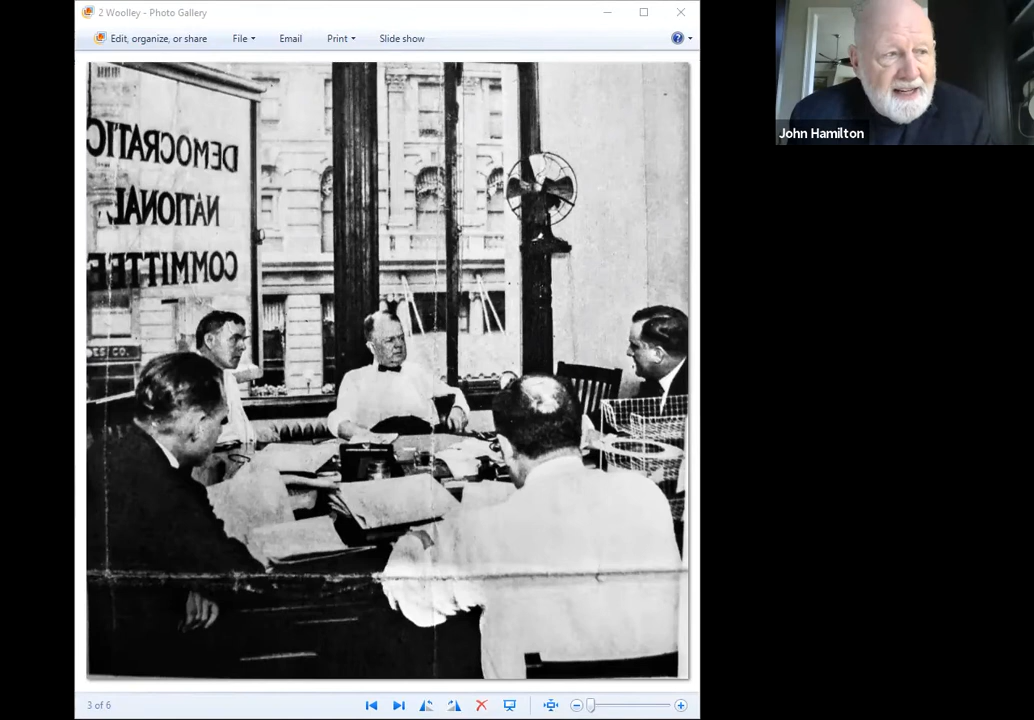 2 Woolley - Photo Gallery
Edit, organize, or share File Email Print Slide show
DEMOCRATIC
NATIONAL
COMMITTEE
CO.
3 of 6
John Hamilton